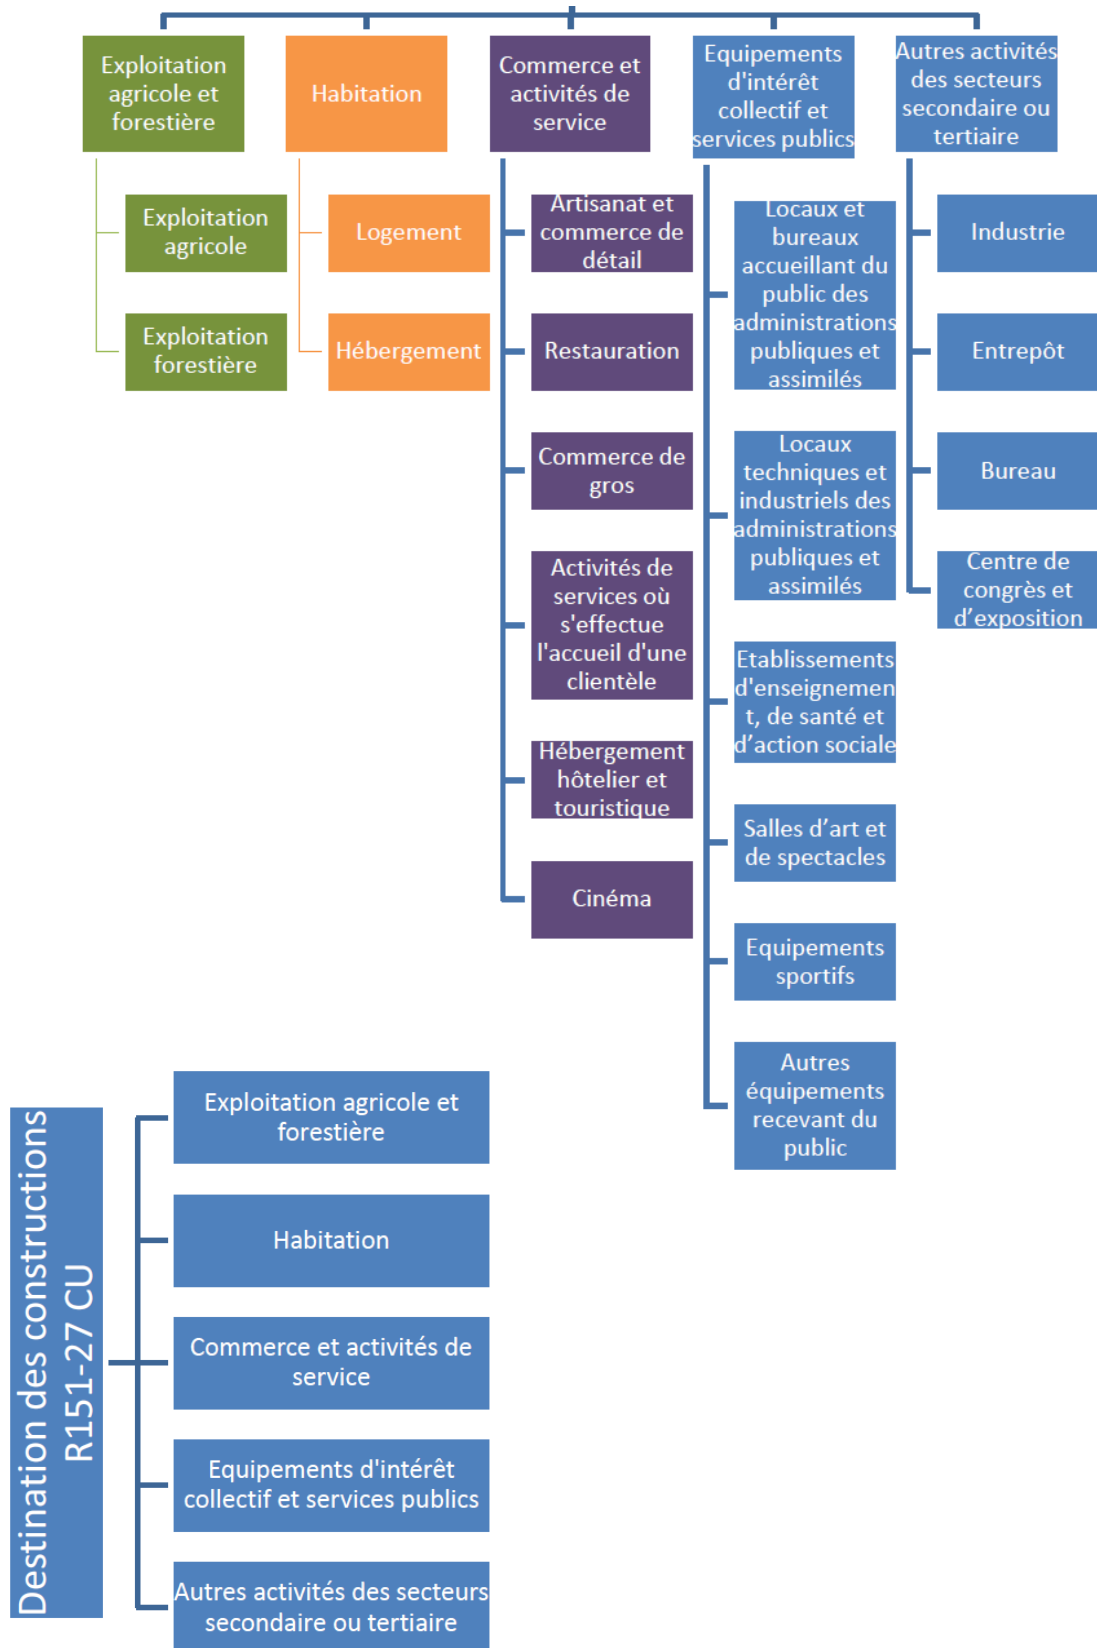 Exploitation
agricole et
forestière
Exploitation
agricole
Exploitation
forestière
Habitation
Logement
Hébergement
Commerce et
activités de
service
Artisanat et
commerce de
détail
Restauration
Commerce de
gros
Activités de
services où
s'effectue
l'accueil d'une
clientèle
Hébergement
hôtelier et
touristique
Cinéma
Equipements
d'intérêt
collectif et
services publics
Locaux et
bureaux
accueillant du
public des
administrations
publiques et
assimilés
Locaux
techniques et
industriels des
administrations
publiques et
assimilés
Etablissements
d'enseignemen
t, de santé et
d’action sociale
Salles d’art et
de spectacles
Equipements
sportifs
Autres
équipements
recevant du
public
Autres activités
des secteurs
secondaire ou
tertiaire
Industrie
Entrepôt
Bureau
Centre de
congrès et
d’exposition
Destination des constructions
R151-27 CU
Exploitation agricole et
forestière
Habitation
Commerce et activités de
service
Equipements d'intérêt
collectif et services publics
Autres activités des secteurs
secondaire ou tertiaire